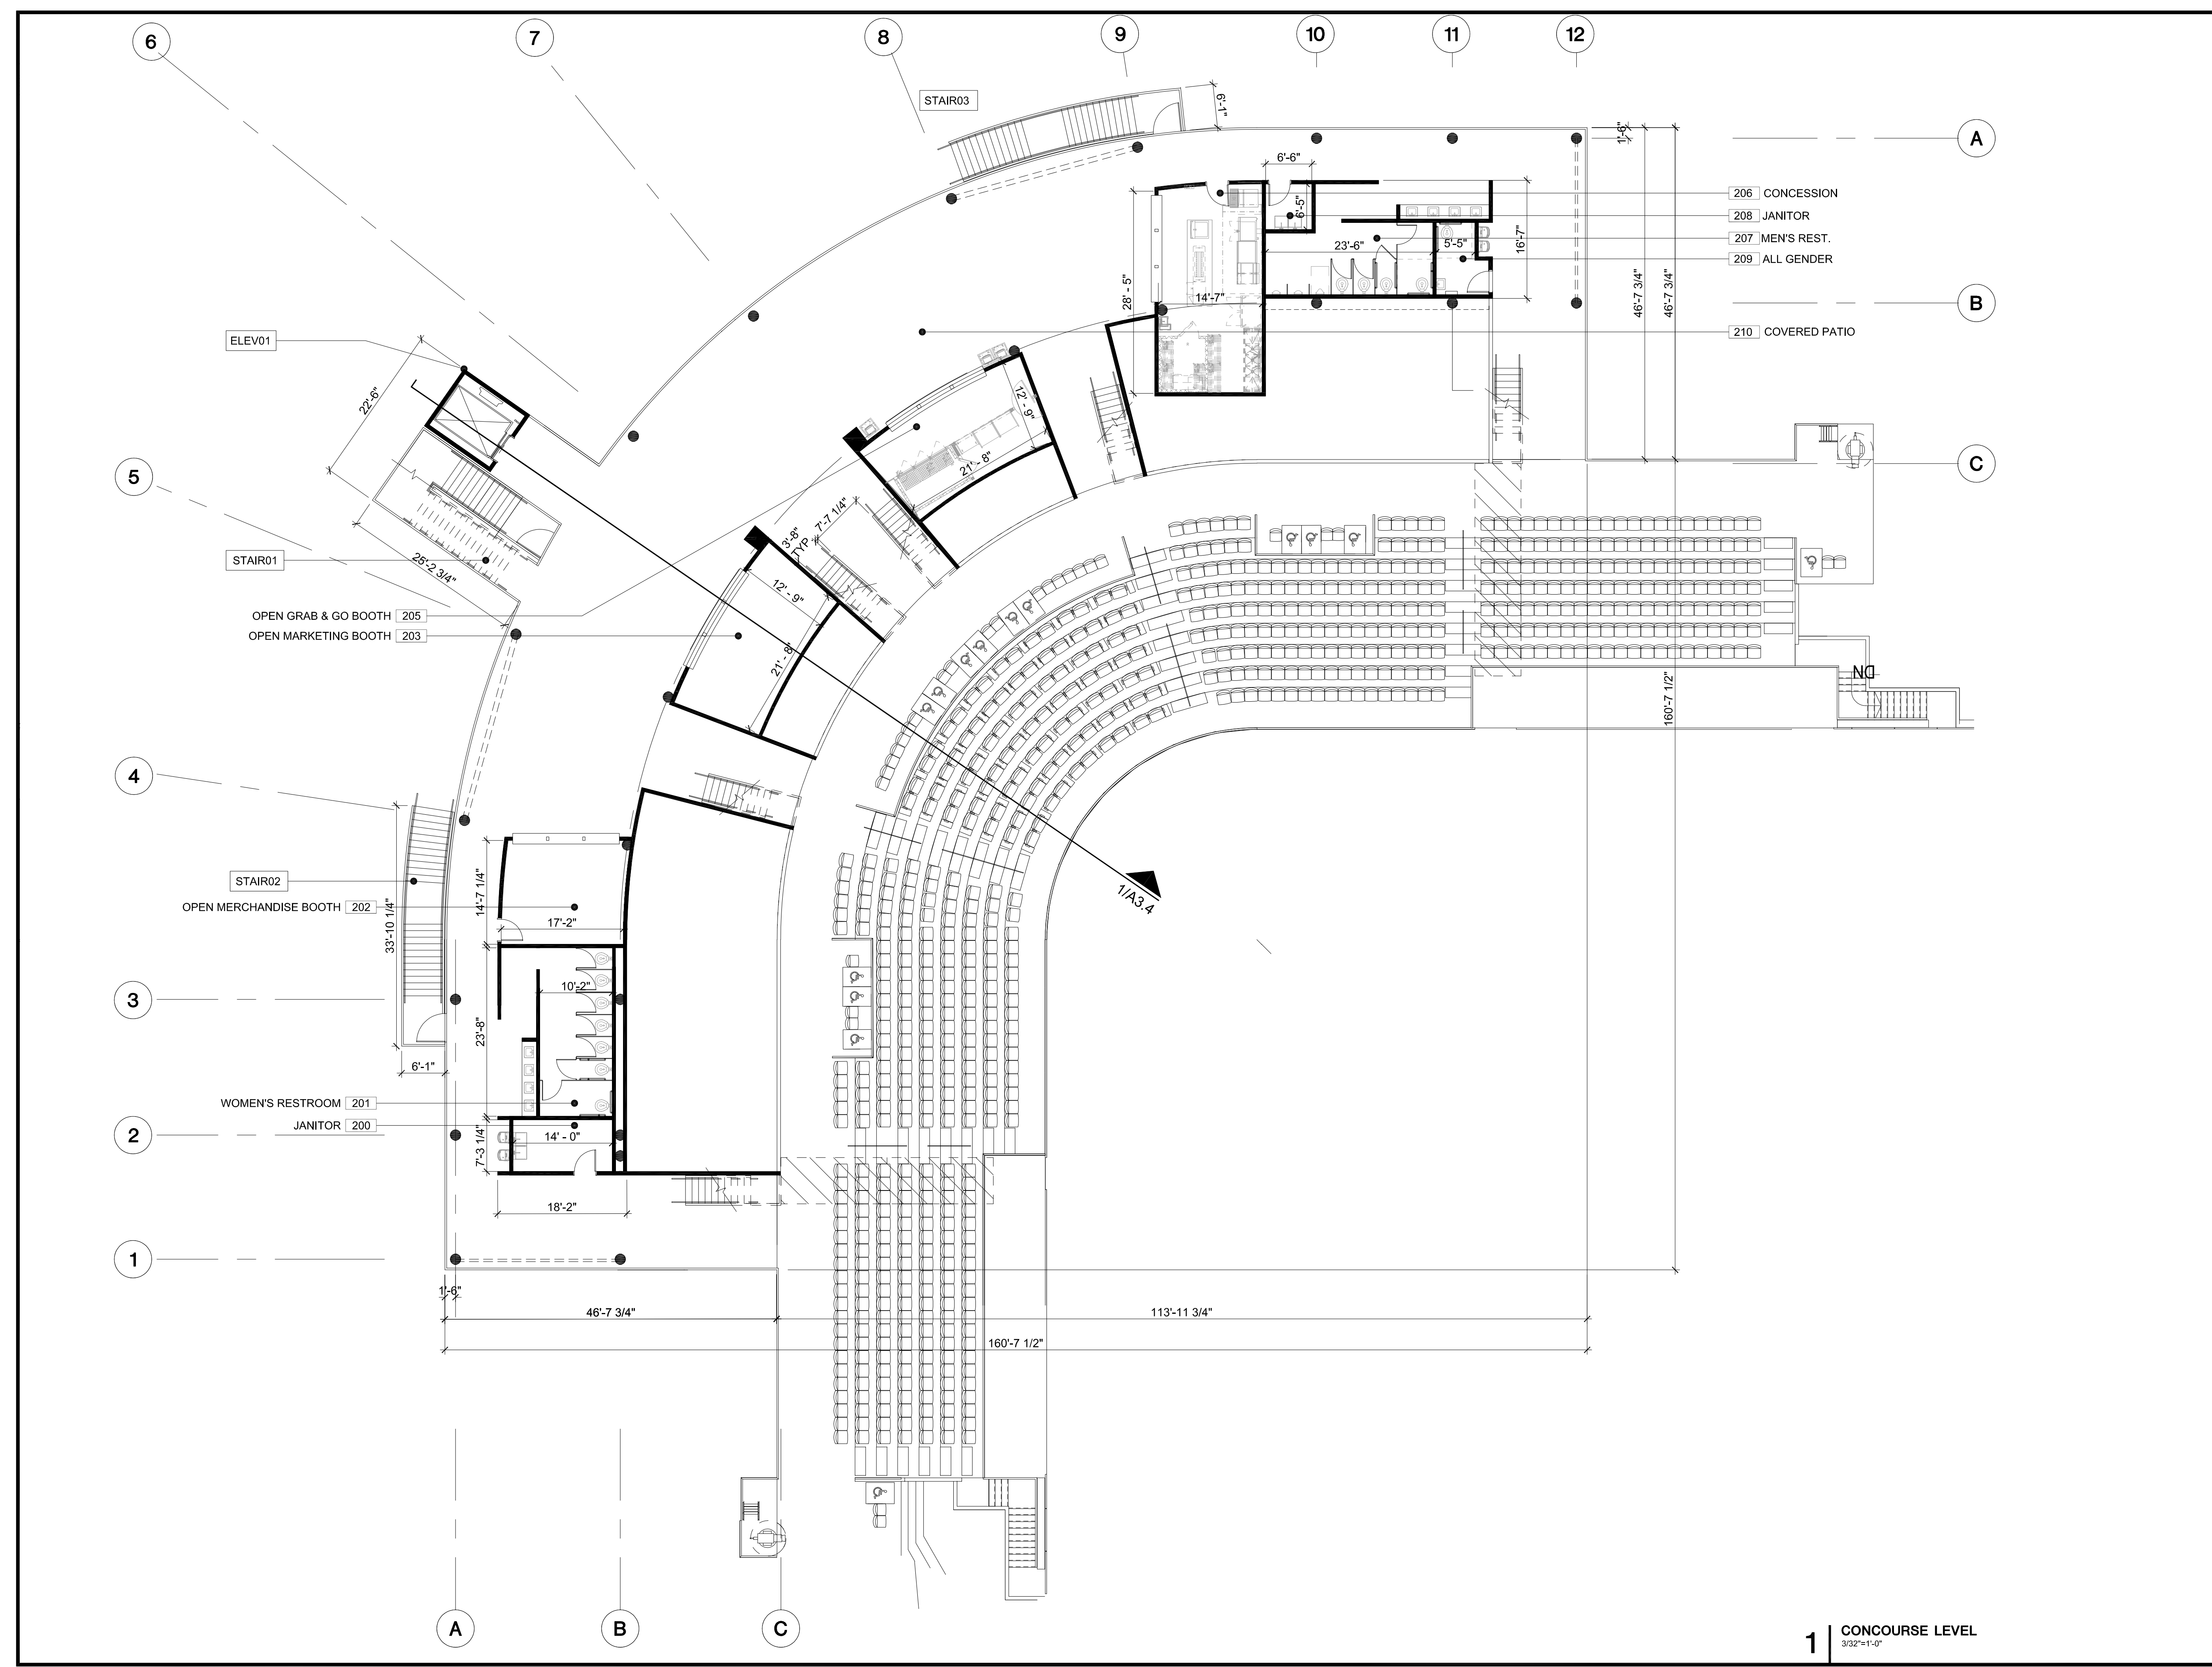 6
7
8
9
10
11
12
STAIR03
6'-1"
1'-6"
A
6'-6"
206 CONCESSION
6'-5"
208 JANITOR
207 MEN'S REST.
23'-6"
5'-5"
16'-7"
209 ALL GENDER
28' - 5"
14'-7"
46'-7 3/4"
46'-7 3/4"
B
210 COVERED PATIO
ELEV01
22'-6"
12' - 9"
21' - 8"
5
C
7'-7 1/4"
3'-8"
TYP.
STAIR01
25'-2 3/4"
12' - 9"
OPEN GRAB & GO BOOTH 205
OPEN MARKETING BOOTH 203
21' - 8"
DN
160'-7 1/2"
4
STAIR02
14'-7 1/4"
1/A3.4
OPEN MERCHANDISE BOOTH 202
33'-10 1/4"
17'-2"
3
10'-2"
23'-8"
6'-1"
WOMEN'S RESTROOM 201
JANITOR 200
2
14' - 0"
7'-3 1/4"
18'-2"
1
1'-6"
46'-7 3/4"
113'-11 3/4"
160'-7 1/2"
A
B
C
1
CONCOURSE LEVEL
3/32"=1'-0"